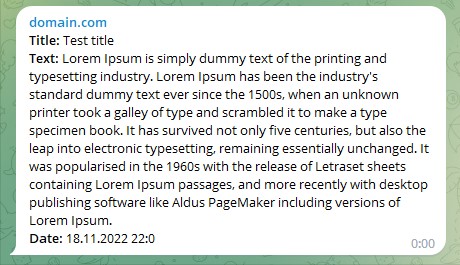 domain.com
Title: Test title
Text: Lorem Ipsum is simply dummy text of the printing and
typesetting industry. Lorem Ipsum has been the industry's
standard dummy text ever since the 1500s, when an unknown
printer took a galley of type and scrambled it to make a type
specimen book. It has survived not only five centuries, but also the
leap into electronic typesetting, remaining essentially unchanged. It
was popularised in the 1960s with the release of Letraset sheets
containing Lorem Ipsum passages, and more recently with desktop
publishing software like Aldus PageMaker including versions of
Lorem Ipsum.
Date: 18.11.2022 22:0
0:00